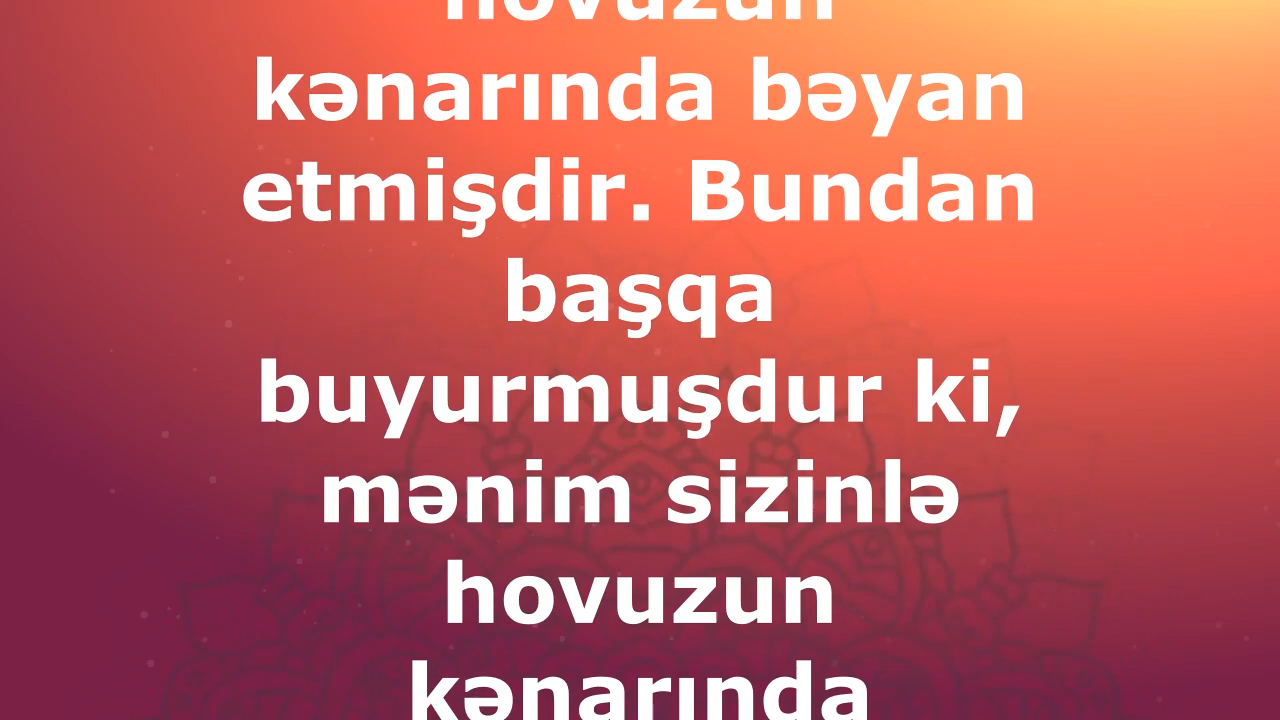 hovuzun
kənarında bəyan
etmişdir. Bundan
başqa
buyurmuşdur ki,
mənim sizinlə
hovuzun
kənarında